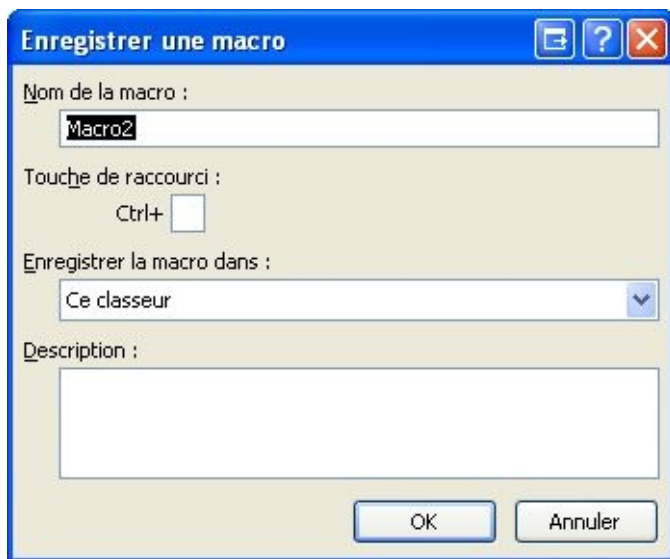 Enregistrer une macro
Nom de la macro :
Macro2
Touche de raccourci :
Ctrl+
Enregistrer la macro dans :
Ce classeur
Description :
OK Annuler